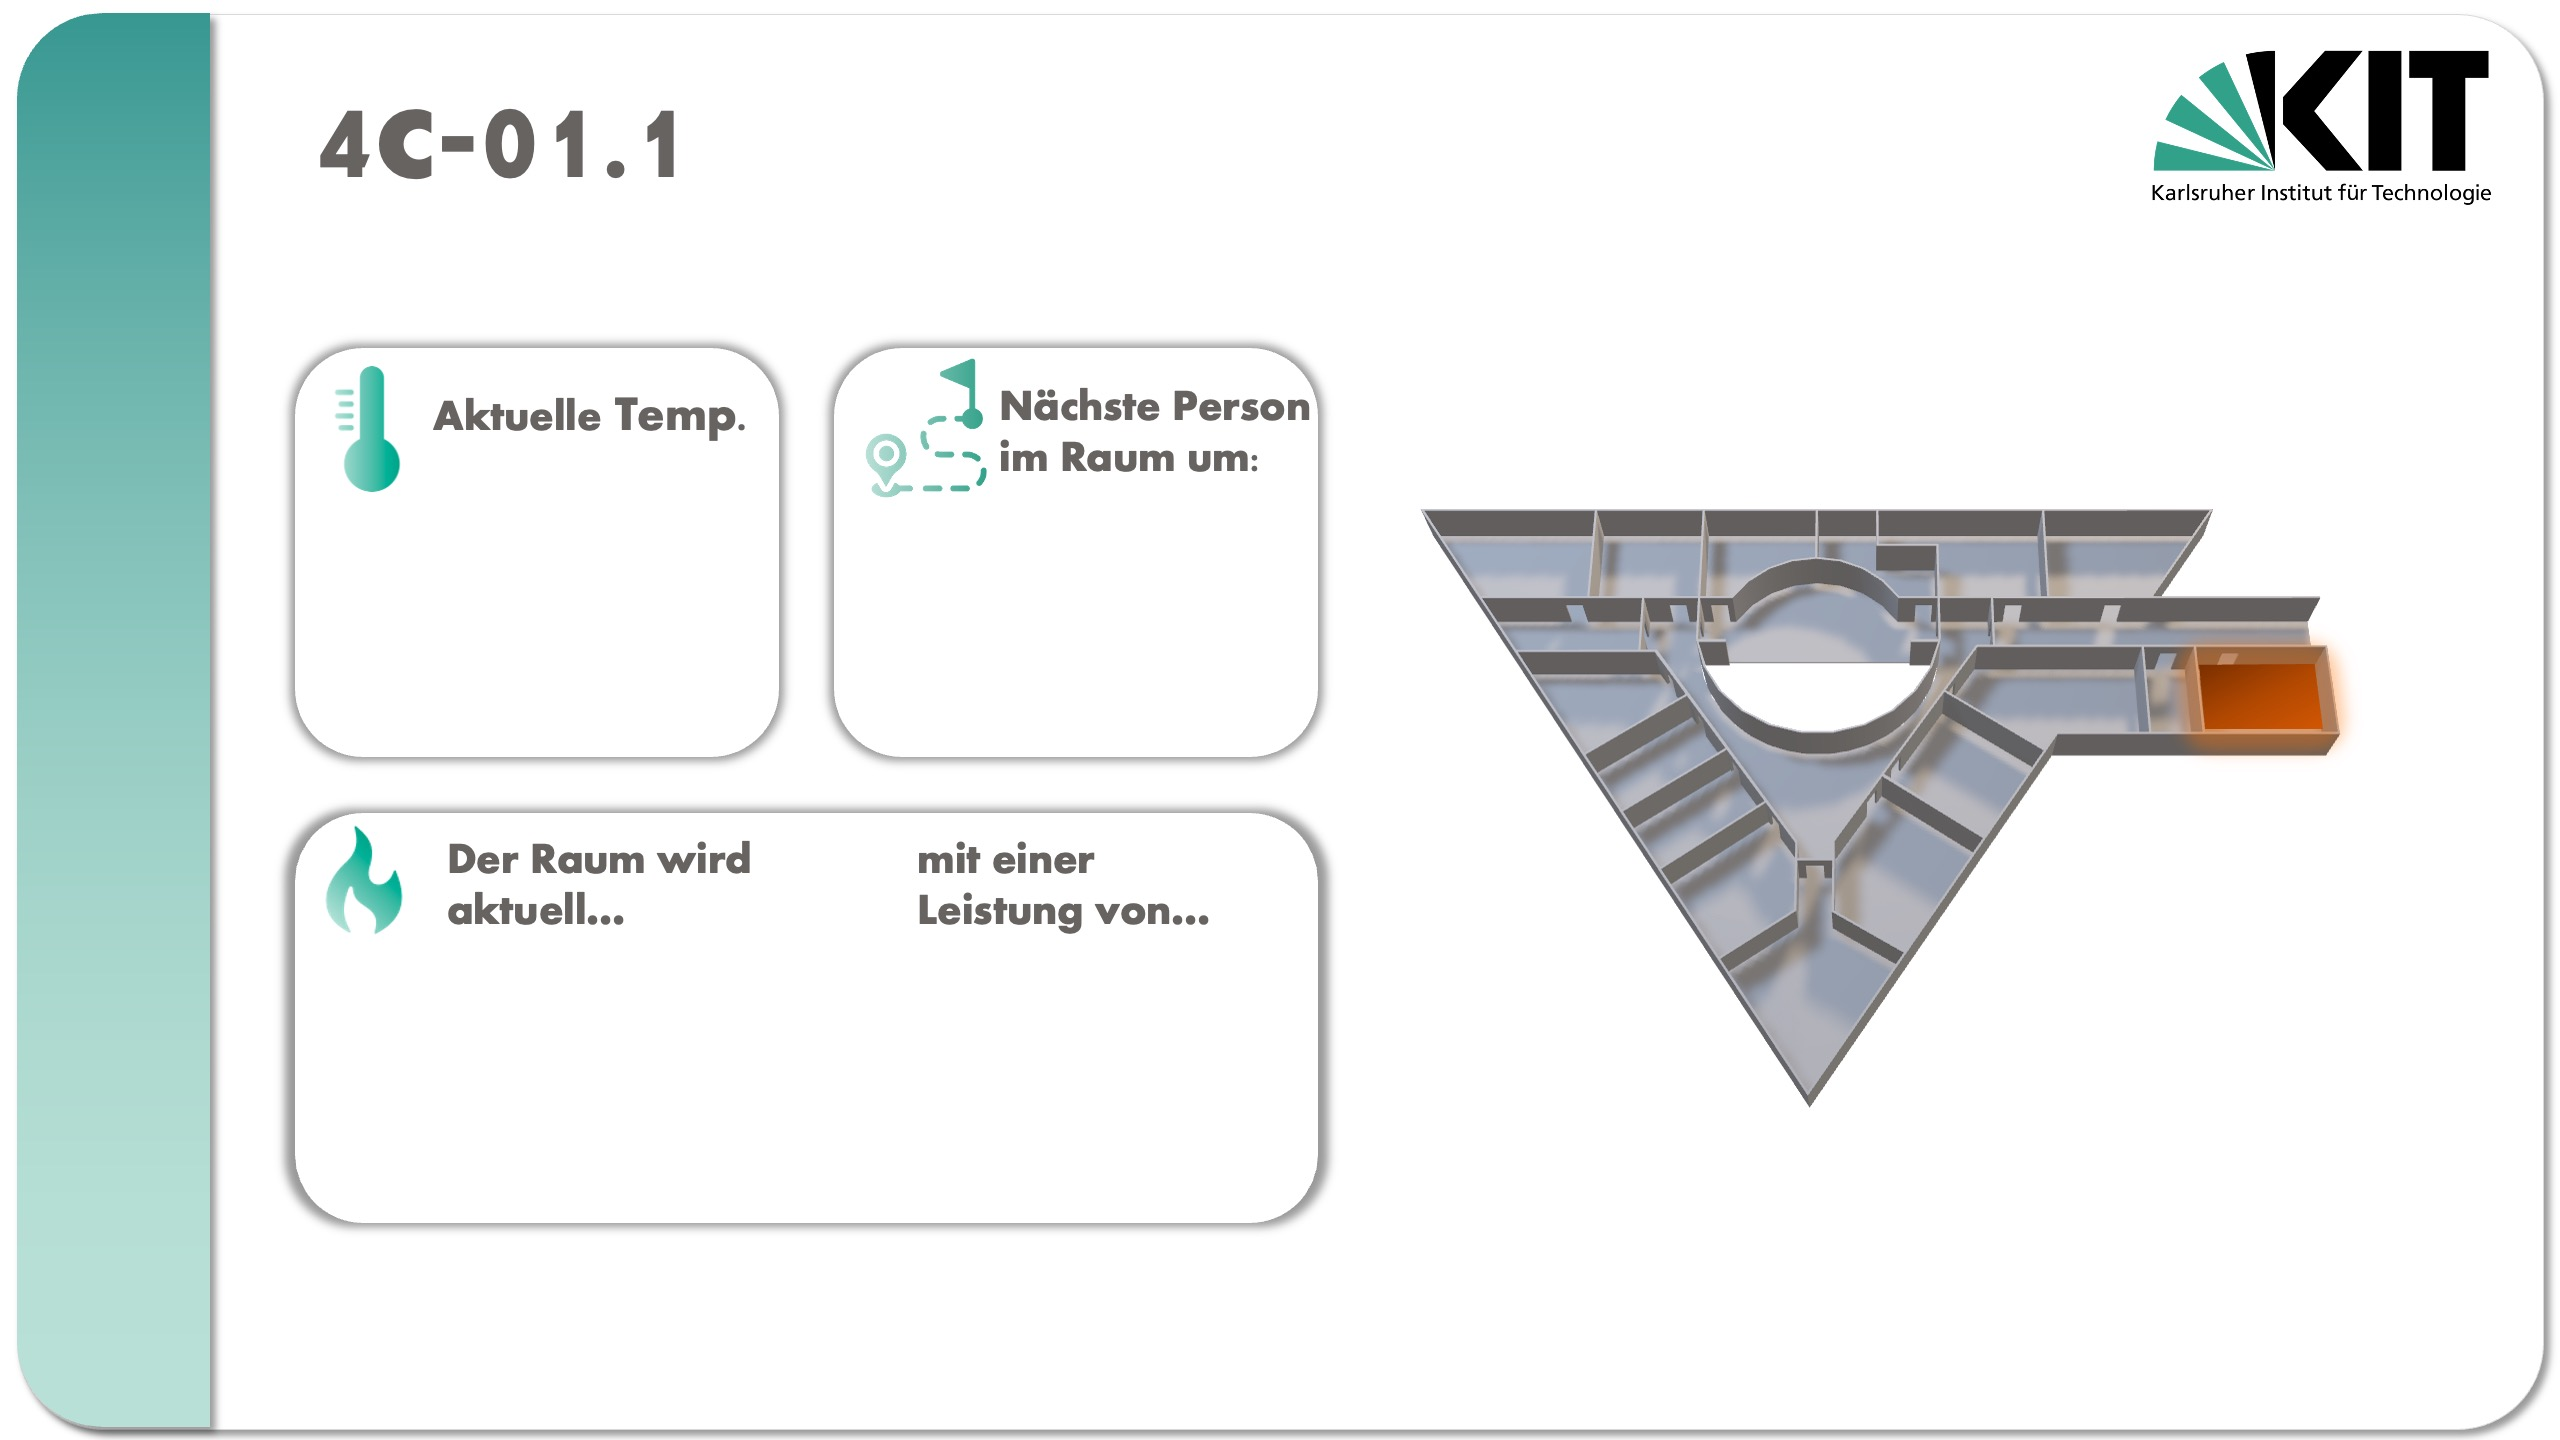 4C-01.1
KIT
Karlsruher Institut für Technologie
Aktuelle Temp.
Nächste Person
im Raum um:
Der Raum wird
aktuell...
mit einer
Leistung von...